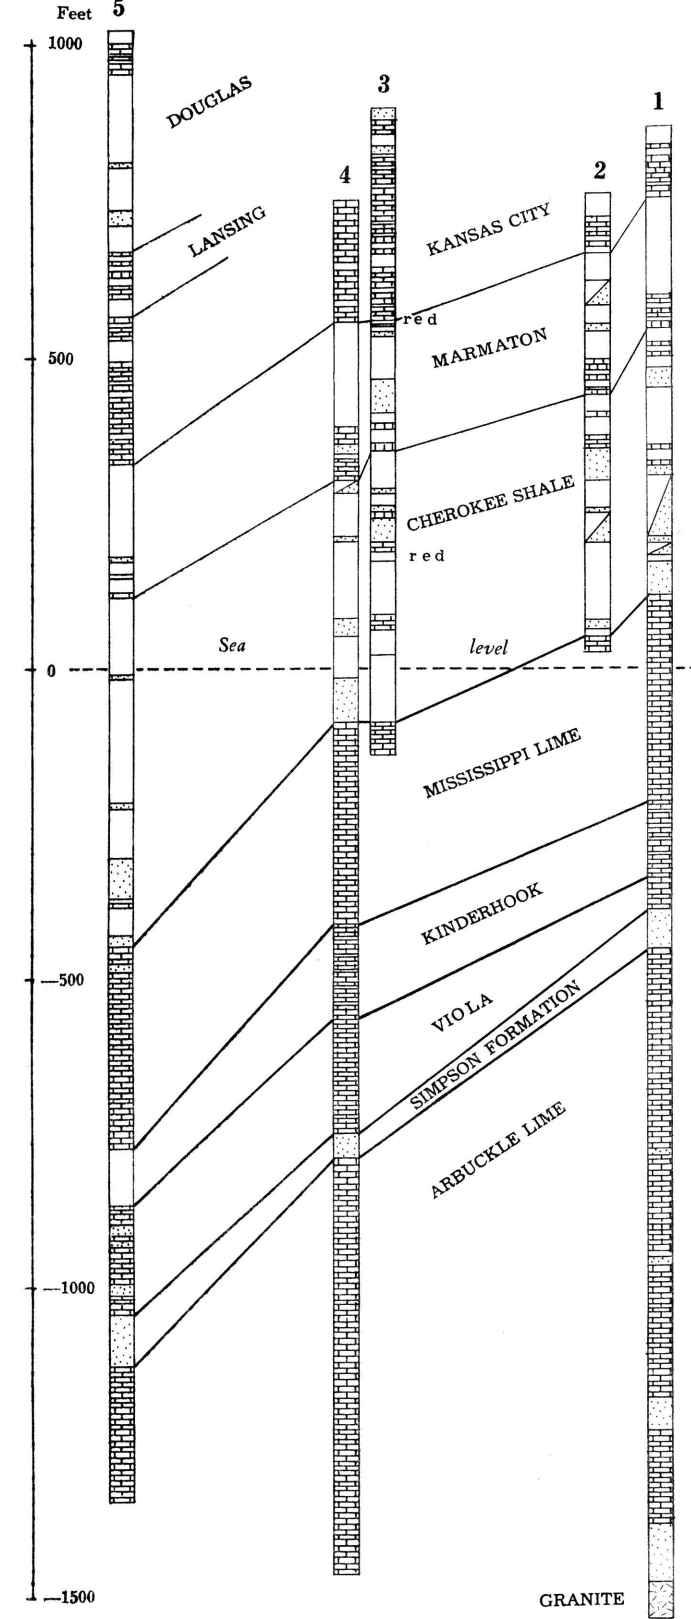 Feet
5
1000
DOUGLAS
3
1
4
2
LANSING
KANSAS CITY
red
MARMATON
500
CHEROKEE SHALE
red
Sea level
0
MISSISSIPPI LIME
KINDERHOOK
—500
VIOLA
SIMPSON FORMATION
ARBUCKLE LIME
—1000
—1500
GRANITE